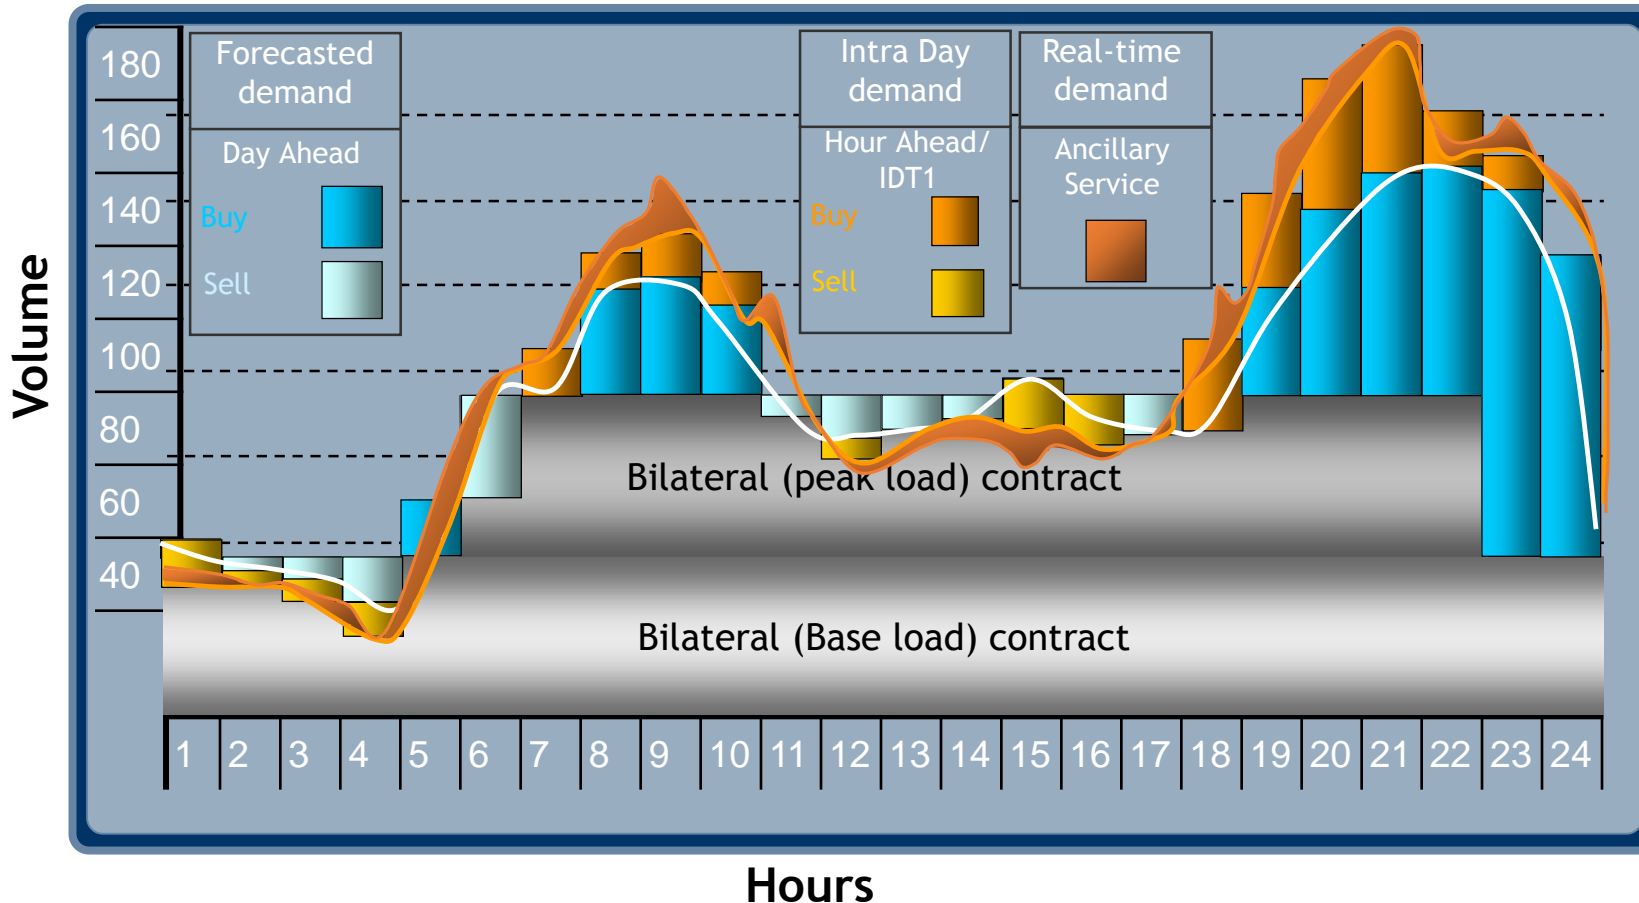 Forecasted
demand
Day Ahead
Buy
Sell
Intra Day
demand
Hour Ahead/
IDT1
Buy
Sell
Real-time
demand
Ancillary
Service
Volume
180
160
140
120
100
80
60
40
Bilateral (peak load) contract
Bilateral (Base load) contract
1 2 3 4 5 6 7 8 9 10 11 12 13 14 15 16 17 18 19 20 21 22 23 24
Hours